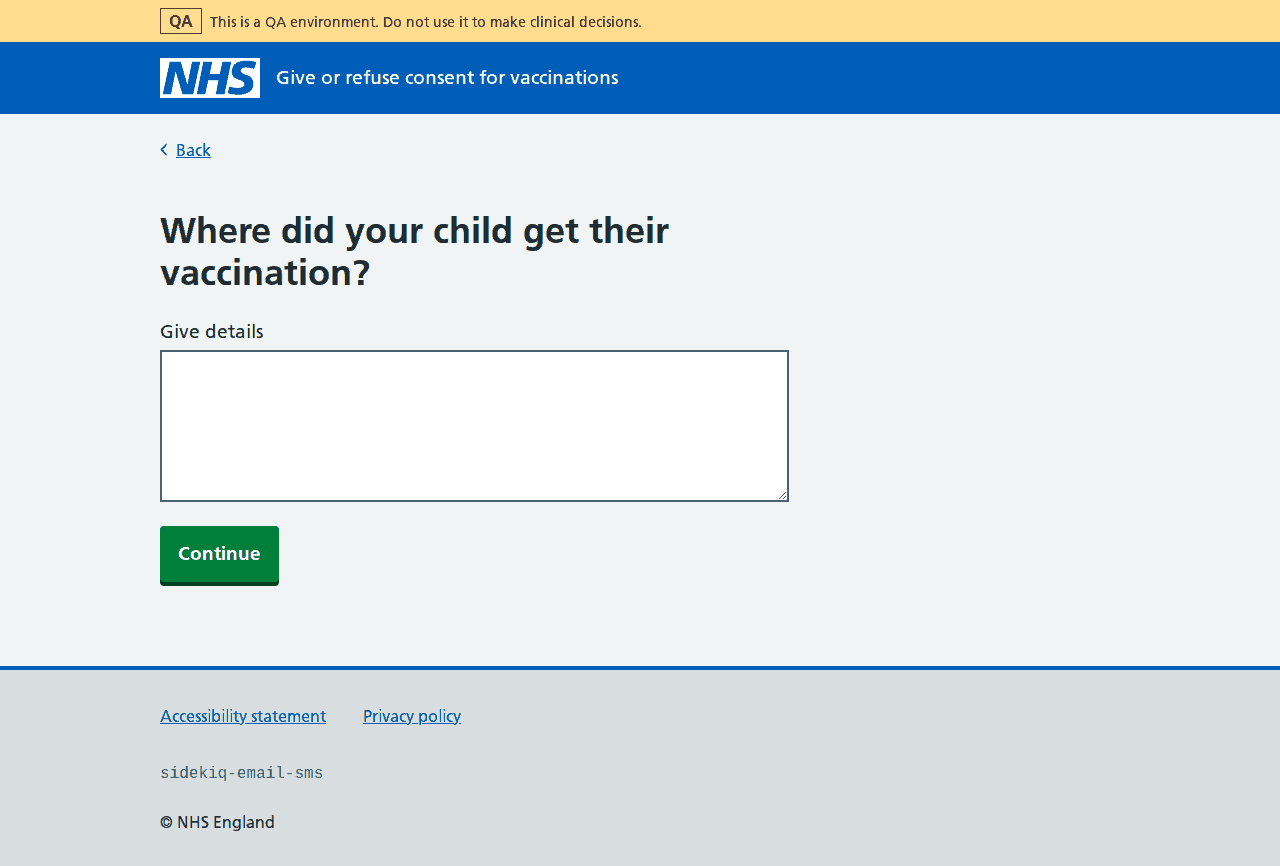 QA This is a QA environment. Do not use it to make clinical decisions.
NHS Give or refuse consent for vaccinations
Back
Where did your child get their
vaccination?
Give details
Continue
Accessibility statement Privacy policy
sidekiq-email-sms
© NHS England